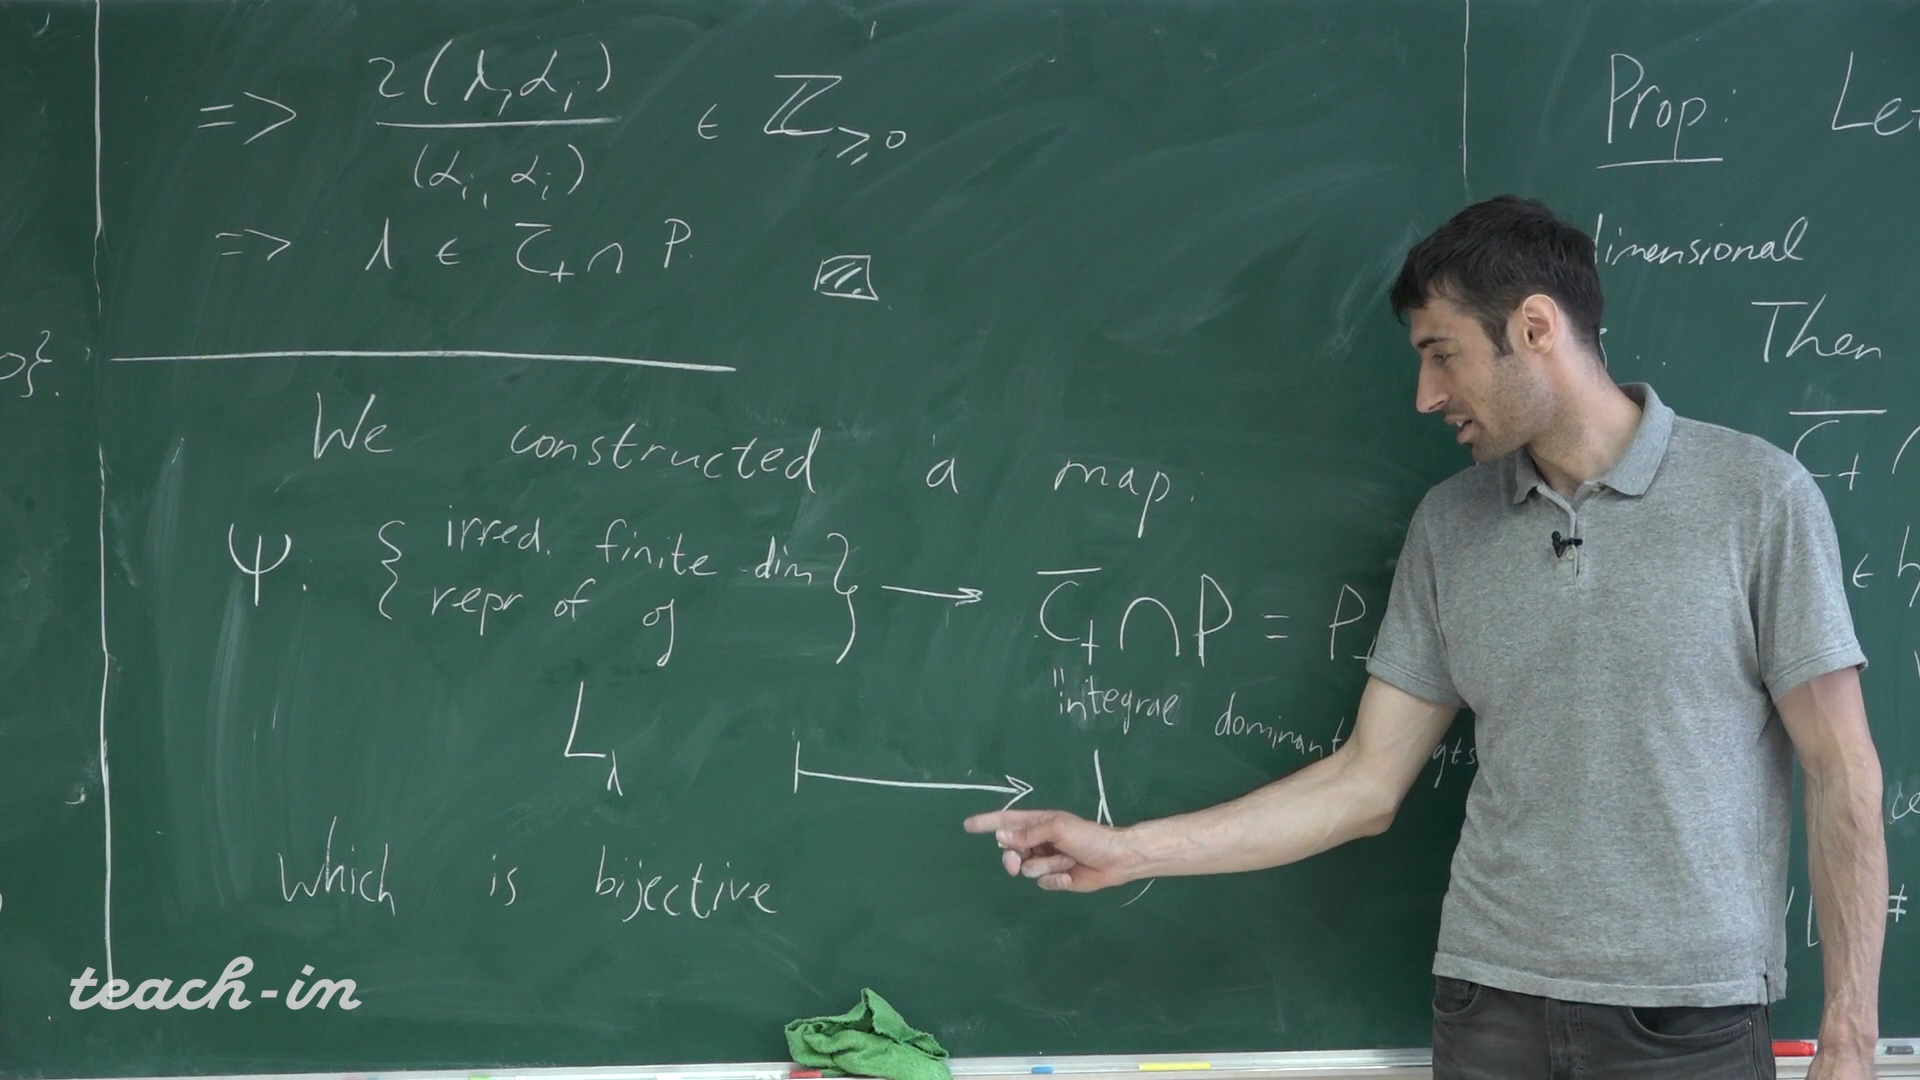 => 2(λ, αᵢ) / (αᵢ, αᵢ) ∈ ℤ≥0
=> λ ∈ C̅₊ ∩ P.
0}.
We constructed a map:
ψ: { irred. finite dim repr of 𝔤 } → C̅₊ ∩ P = P₊
"integral dominant
L_λ ↦ λ
which is bijective
Prop: Let
dimensional
Then
C̅₊ ∩
∈ h
≠
teach-in